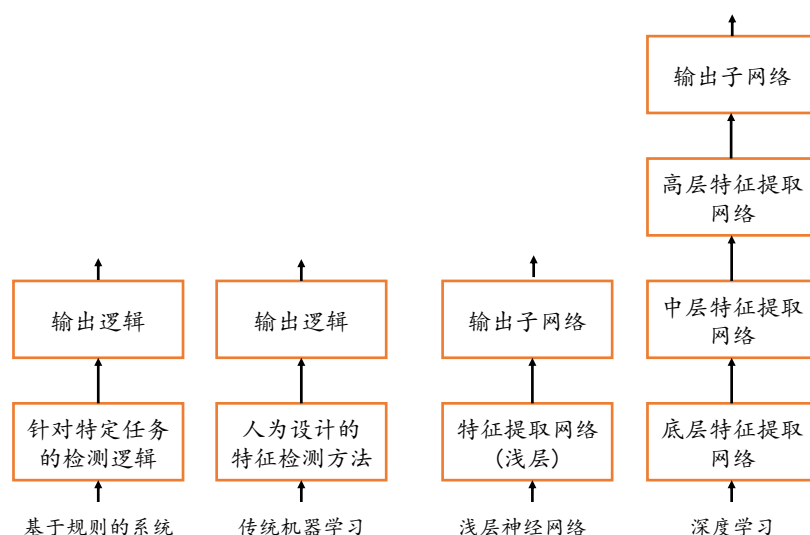 输出子网络
高层特征提取
网络
输出逻辑
输出逻辑
输出子网络
中层特征提取
网络
针对特定任务
的检测逻辑
人为设计的
特征检测方法
特征提取网络
(浅层)
底层特征提取
网络
基于规则的系统
传统机器学习
浅层神经网络
深度学习